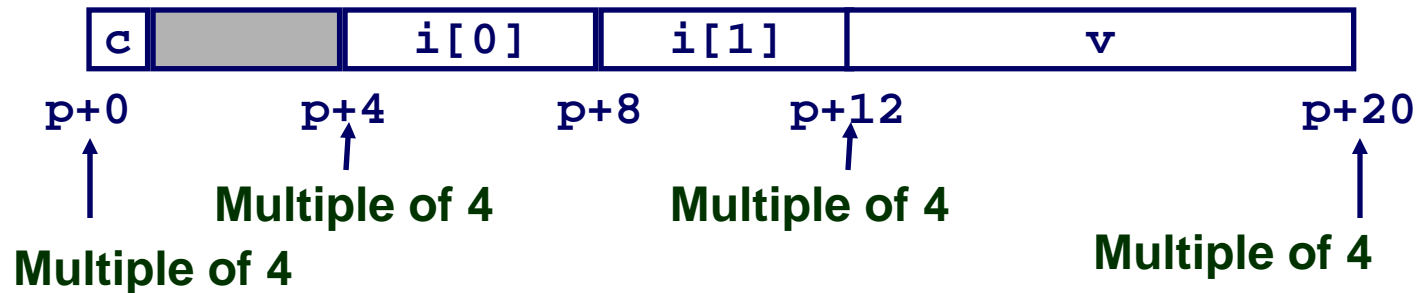 c i[0] i[1] v
p+0 p+4 p+8 p+12 p+20
Multiple of 4 Multiple of 4
Multiple of 4 Multiple of 4